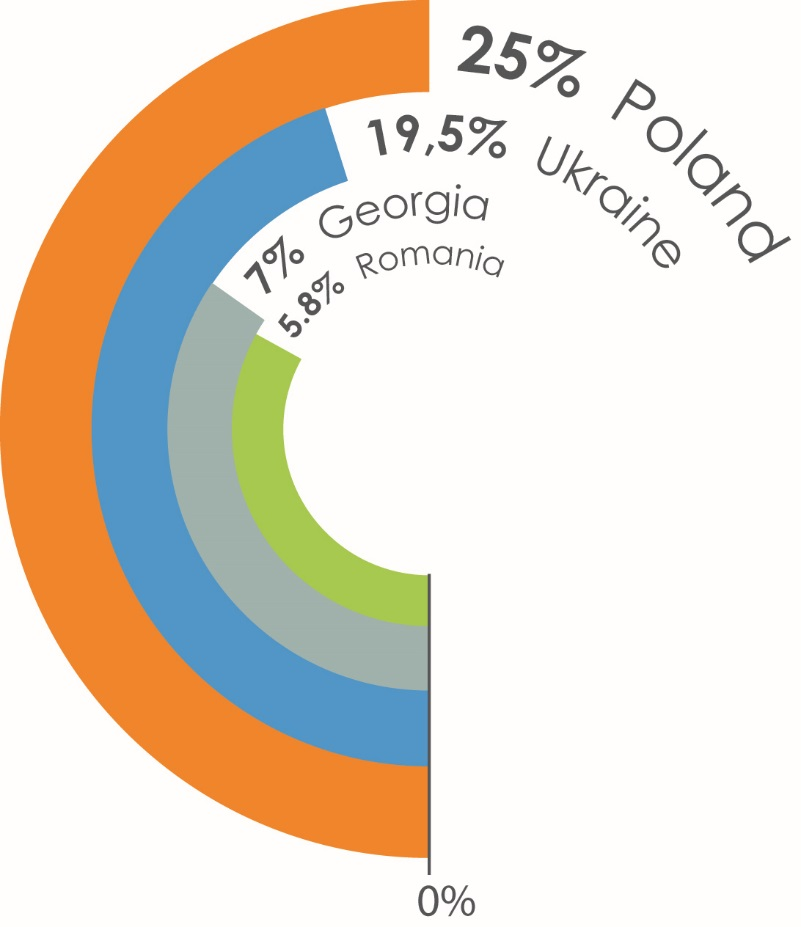 25% Poland
19,5% Ukraine
7% Georgia
5.8% Romania
0%